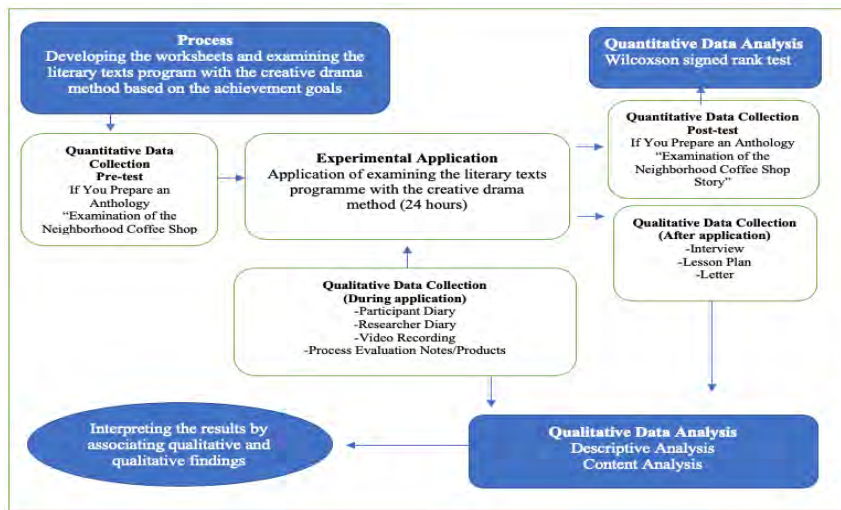 Process
Developing the worksheets and examining the
literary texts program with the creative drama
method based on the achievement goals
Quantitative Data Analysis
Wilcoxson signed rank test
Quantitative Data
Collection
Pre-test
If You Prepare an
Anthology
“Examination of the
Neighborhood Coffee Shop
Experimental Application
Application of examining the literary texts
programme with the creative drama
method (24 hours)
Quantitative Data Collection
Post-test
If You Prepare an Anthology
“Examination of the
Neighborhood Coffee Shop
Story”
Qualitative Data Collection
(After application)
-Interview
-Lesson Plan
-Letter
Qualitative Data Collection
(During application)
-Participant Diary
-Researcher Diary
-Video Recording
-Process Evaluation Notes/Products
Interpreting the results by
associating qualitative and
qualitative findings
Qualitative Data Analysis
Descriptive Analysis
Content Analysis